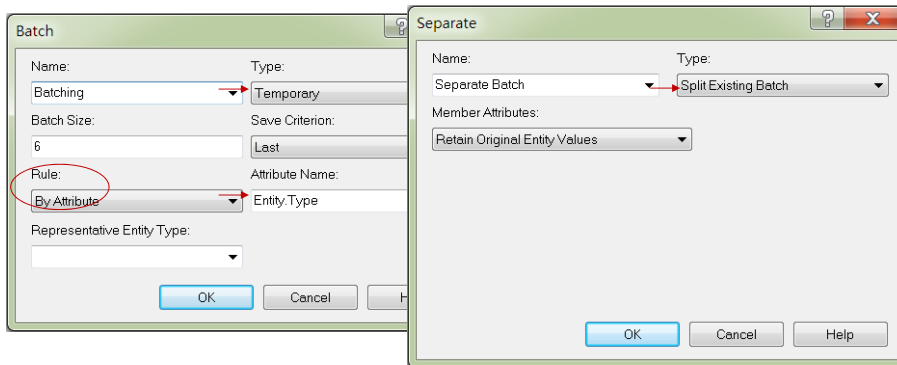 Batch
Name:
Type:
Batching
Temporary
Batch Size:
Save Criterion:
6
Last
Rule:
Attribute Name:
By Attribute
Entity.Type
Representative Entity Type:
OK
Cancel
H
Separate
Name:
Type:
Separate Batch
Split Existing Batch
Member Attributes:
Retain Original Entity Values
OK
Cancel
Help